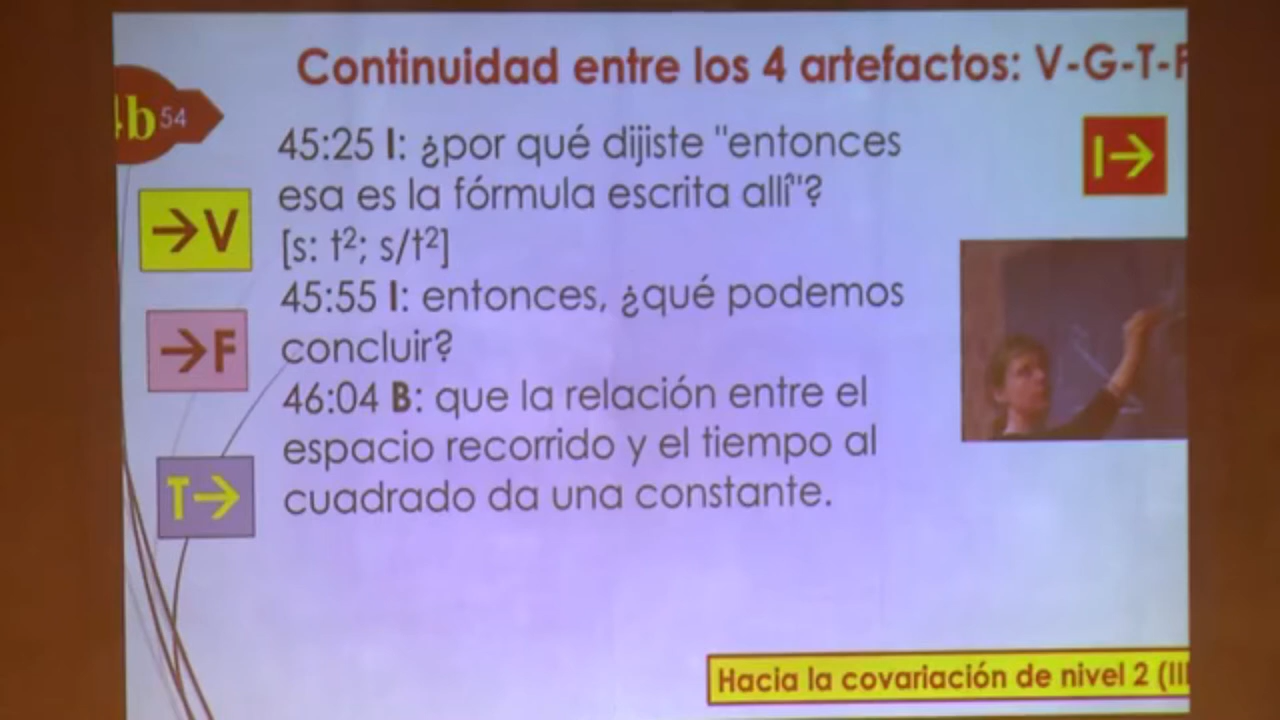 Continuidad entre los 4 artefactos: V-G-T-F
4b 54
45:25 I: ¿por qué dijiste "entonces
esa es la fórmula escrita allí"?
[s: t²; s/t²]
45:55 I: entonces, ¿qué podemos
concluir?
46:04 B: que la relación entre el
espacio recorrido y el tiempo al
cuadrado da una constante.
I→
→V
→F
T→
Hacia la covariación de nivel 2 (III